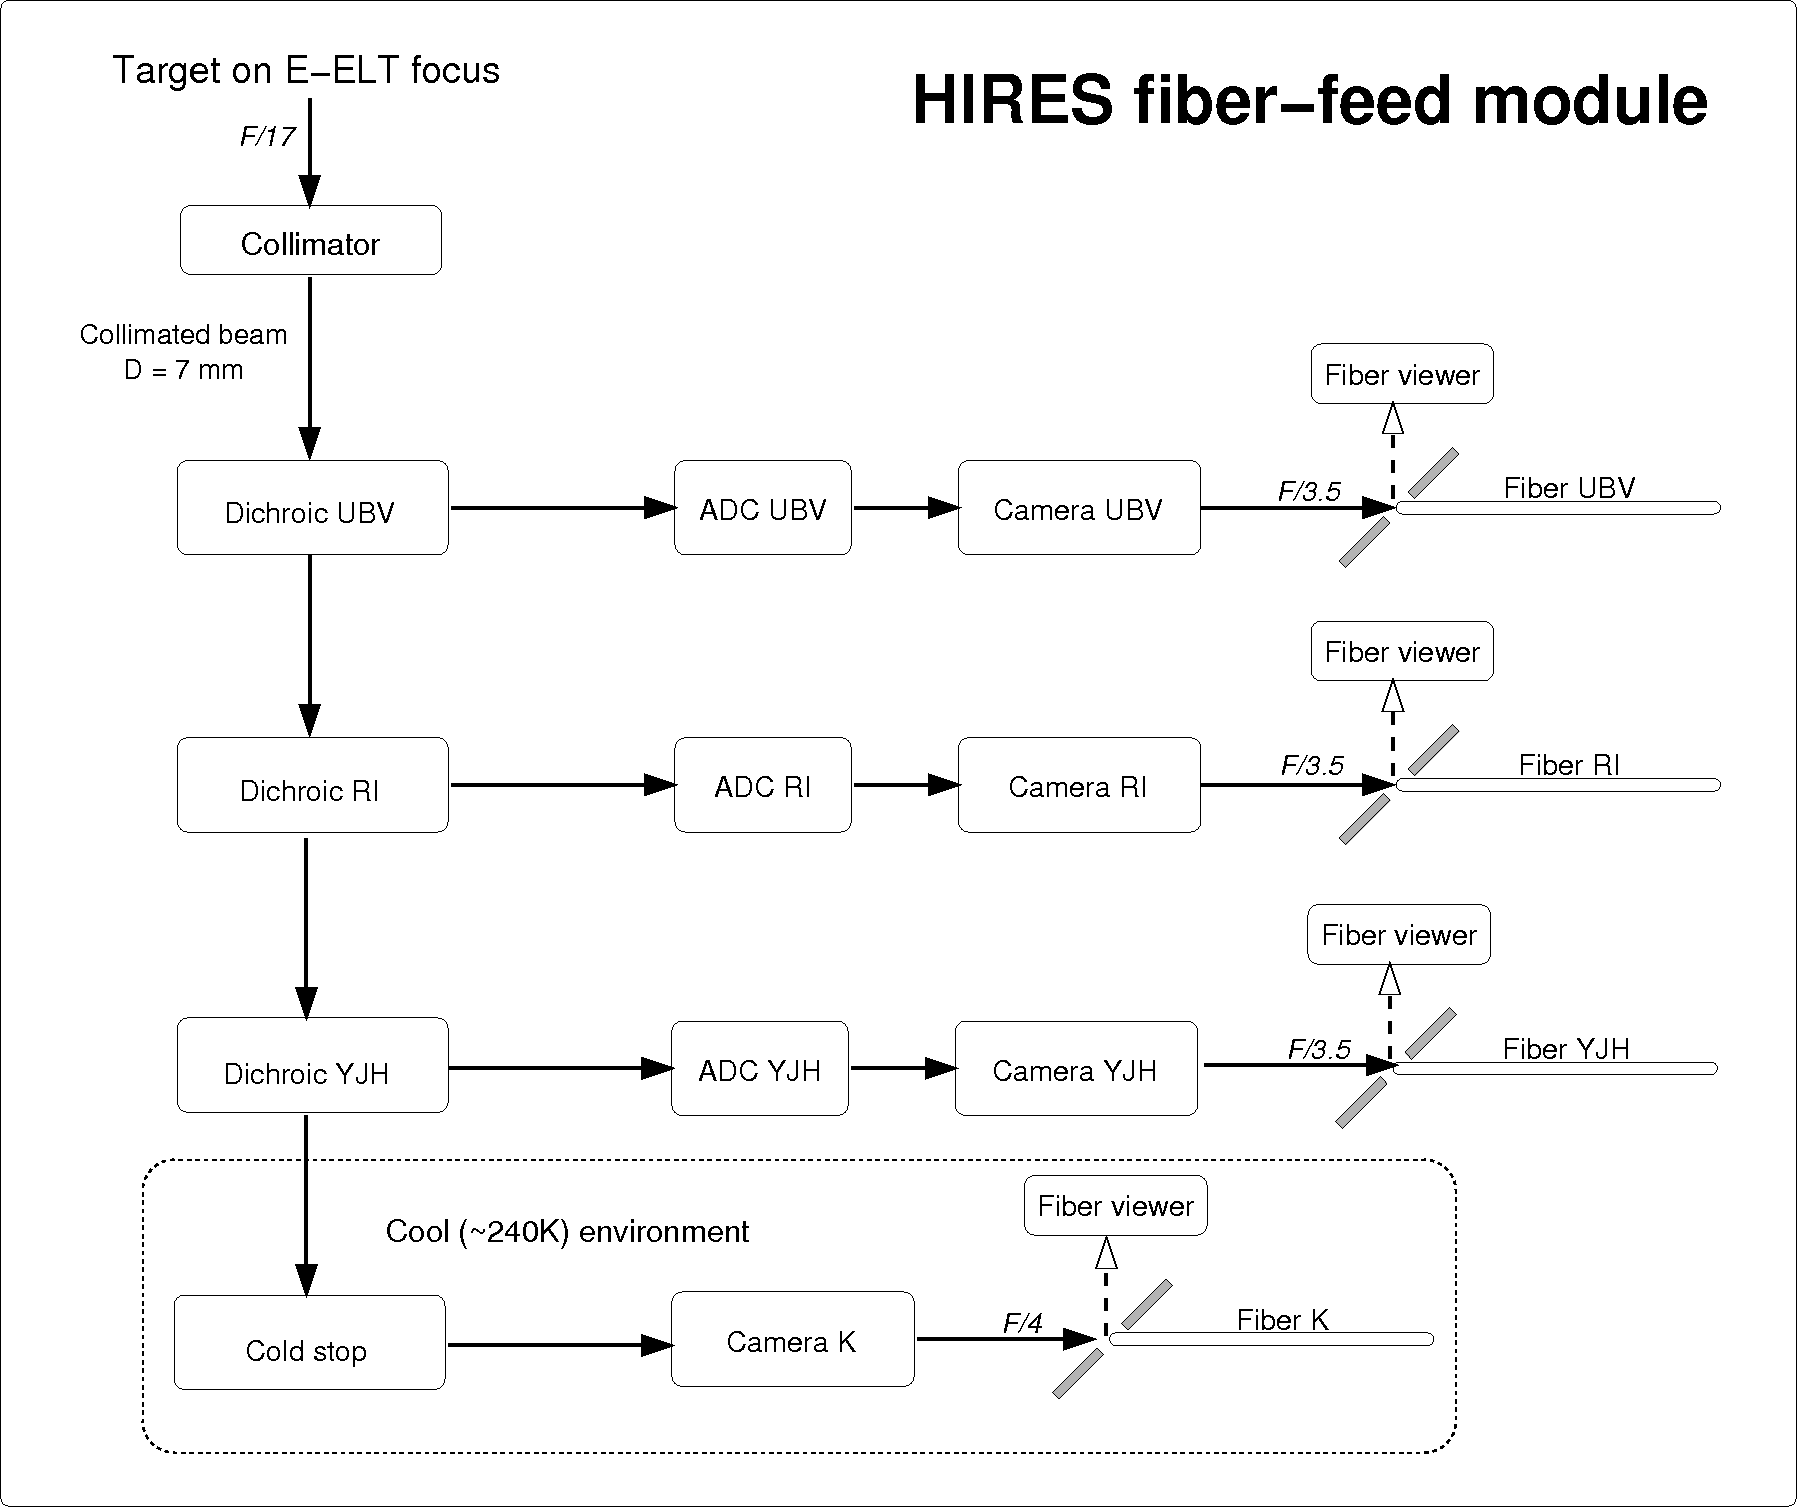 Target on E−ELT focus
HIRES fiber−feed module
F/17
Collimator
Collimated beam
D = 7 mm
Fiber viewer
Dichroic UBV
ADC UBV
Camera UBV
F/3.5
Fiber UBV
Fiber viewer
Dichroic RI
ADC RI
Camera RI
F/3.5
Fiber RI
Fiber viewer
Dichroic YJH
ADC YJH
Camera YJH
F/3.5
Fiber YJH
Cool (~240K) environment
Fiber viewer
Cold stop
Camera K
F/4
Fiber K